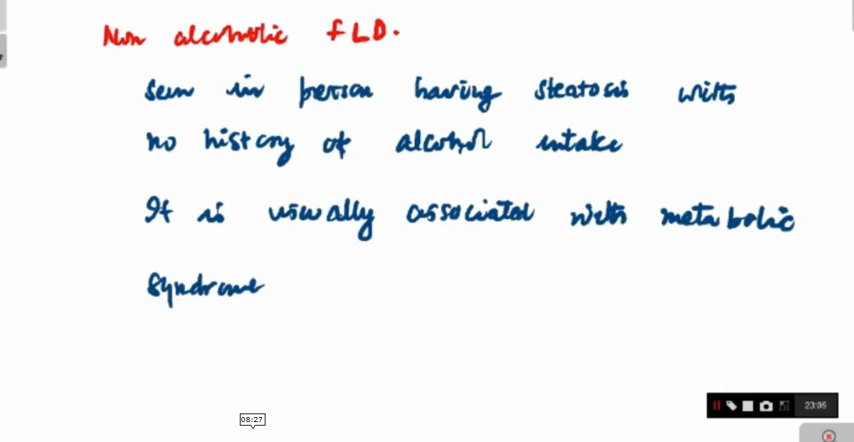 Non alcoholic FLD.
seen in person having steatosis with
no history of alcohol intake
It is usually associated with metabolic
syndrome
23:05
08:27